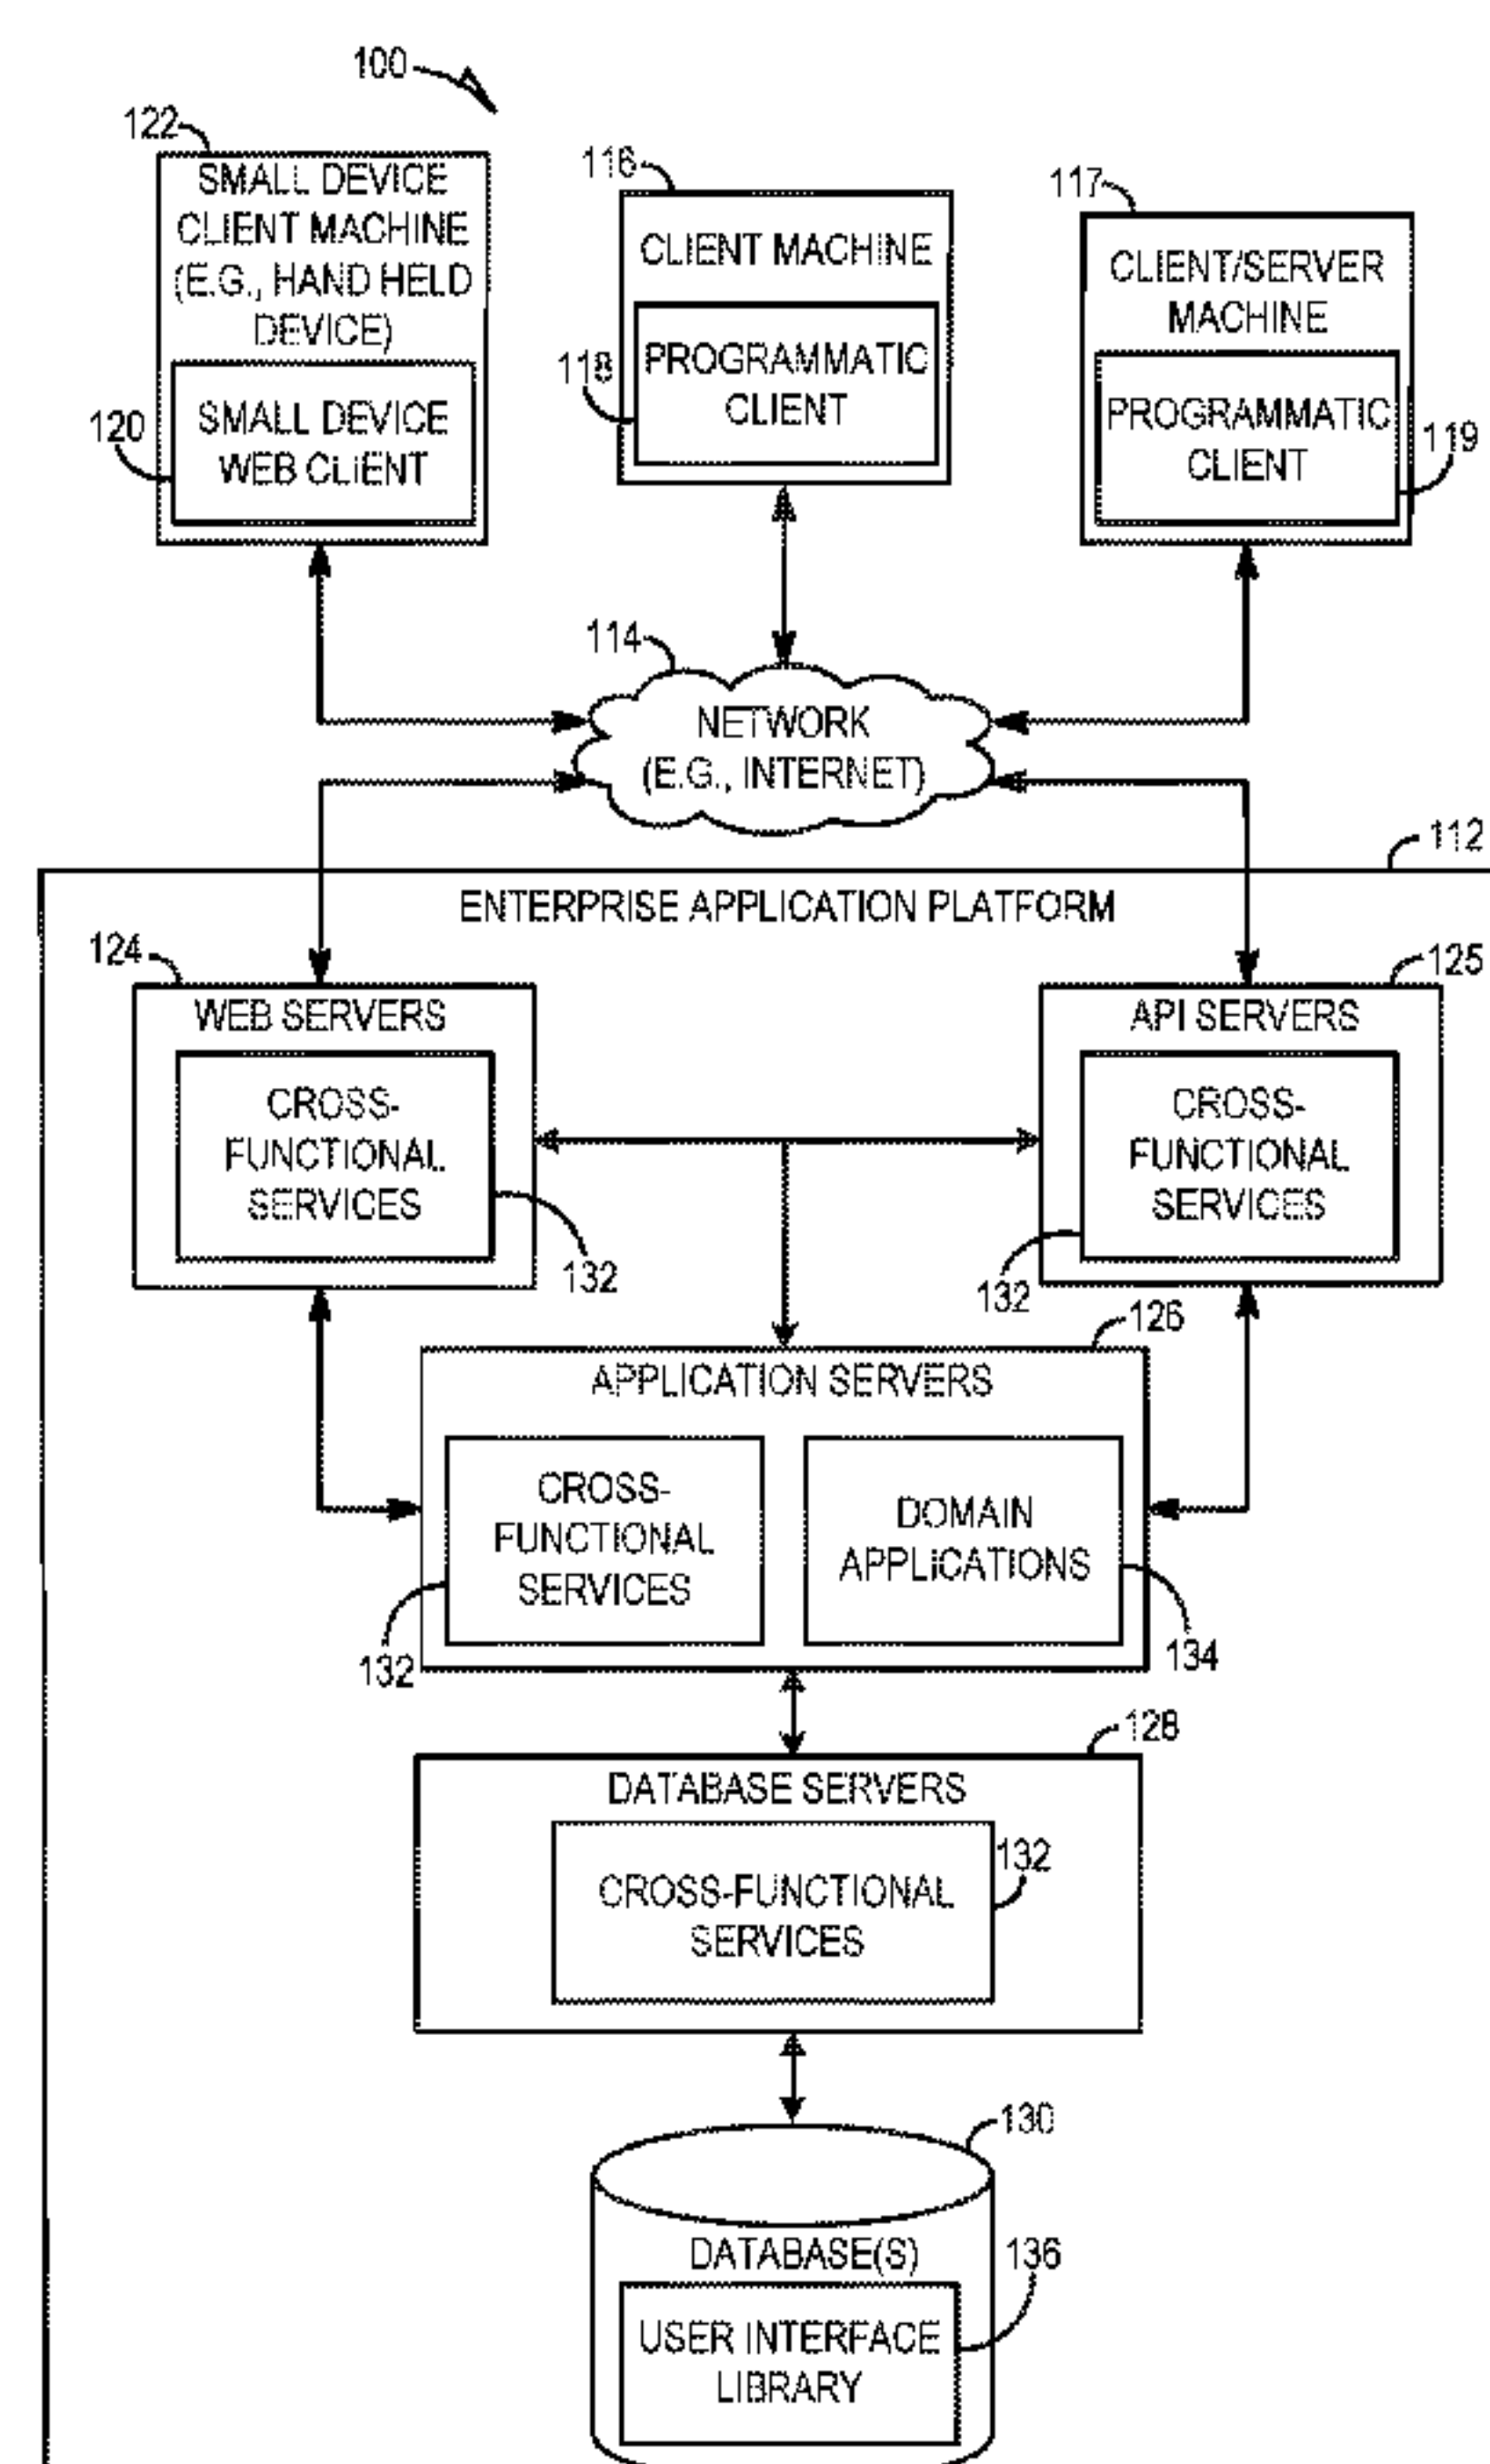 100
122
SMALL DEVICE
CLIENT MACHINE
(E.G., HAND HELD
DEVICE)
120
SMALL DEVICE
WEB CLIENT
116
CLIENT MACHINE
118
PROGRAMMATIC
CLIENT
117
CLIENT/SERVER
MACHINE
PROGRAMMATIC
CLIENT
119
114
NETWORK
(E.G., INTERNET)
112
ENTERPRISE APPLICATION PLATFORM
124
WEB SERVERS
CROSS-
FUNCTIONAL
SERVICES
132
125
API SERVERS
CROSS-
FUNCTIONAL
SERVICES
132
126
APPLICATION SERVERS
CROSS-
FUNCTIONAL
SERVICES
132
DOMAIN
APPLICATIONS
134
128
DATABASE SERVERS
132
CROSS-FUNCTIONAL
SERVICES
130
DATABASE(S)
136
USER INTERFACE
LIBRARY